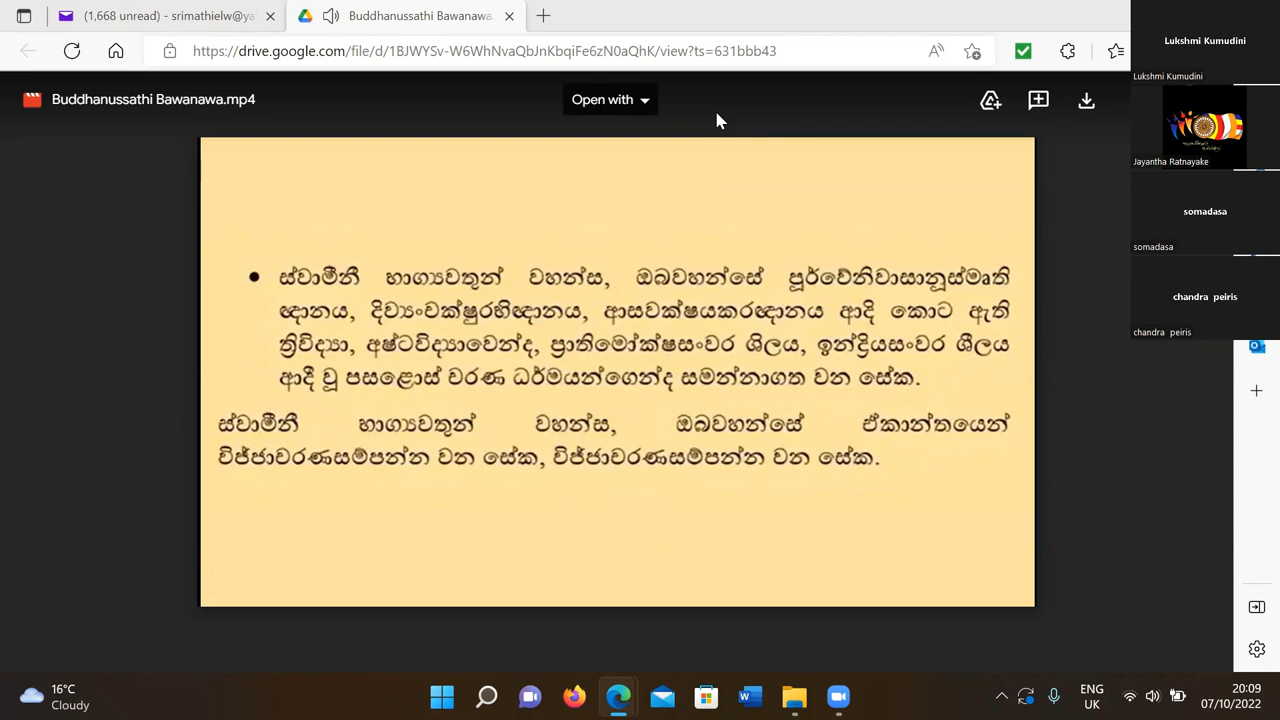 (1,668 unread) - srimathielw@ya
Buddhanussathi Bawanawa.mp4
https://drive.google.com/file/d/1BJWYSv-W6WhNvaQbJnKbqiFe6zN0aQhK/view?ts=631bbb43
Buddhanussathi Bawanawa.mp4
Open with
ස්වාමීනී භාග්‍යවතුන් වහන්ස, ඔබවහන්සේ පූර්වේනිවාසානුස්මෘති
ඥානය, දිව්‍යංචක්ෂුරභිඥානය, ආසවක්ෂයකරඥානය ආදි කොට ඇති
ත්‍රිවිද්‍යා, අෂ්ටවිද්‍යාවෙන්ද, ප්‍රාතිමෝක්ෂසංවර ශිලය, ඉන්ද්‍රියසංවර ශීලය
ආදී වූ පසළොස් චරණ ධර්මයන්ගෙන්ද සමන්නාගත වන සේක.
ස්වාමීනී භාග්‍යවතුන් වහන්ස, ඔබවහන්සේ ඒකාන්තයෙන්
විජ්ජාචරණසම්පන්න වන සේක, විජ්ජාචරණසම්පන්න වන සේක.
Lukshmi Kumudini
Lukshmi Kumudini
Jayantha Ratnayake
somadasa
somadasa
chandra peiris
chandra peiris
16°C
Cloudy
ENG
UK
20:09
07/10/2022